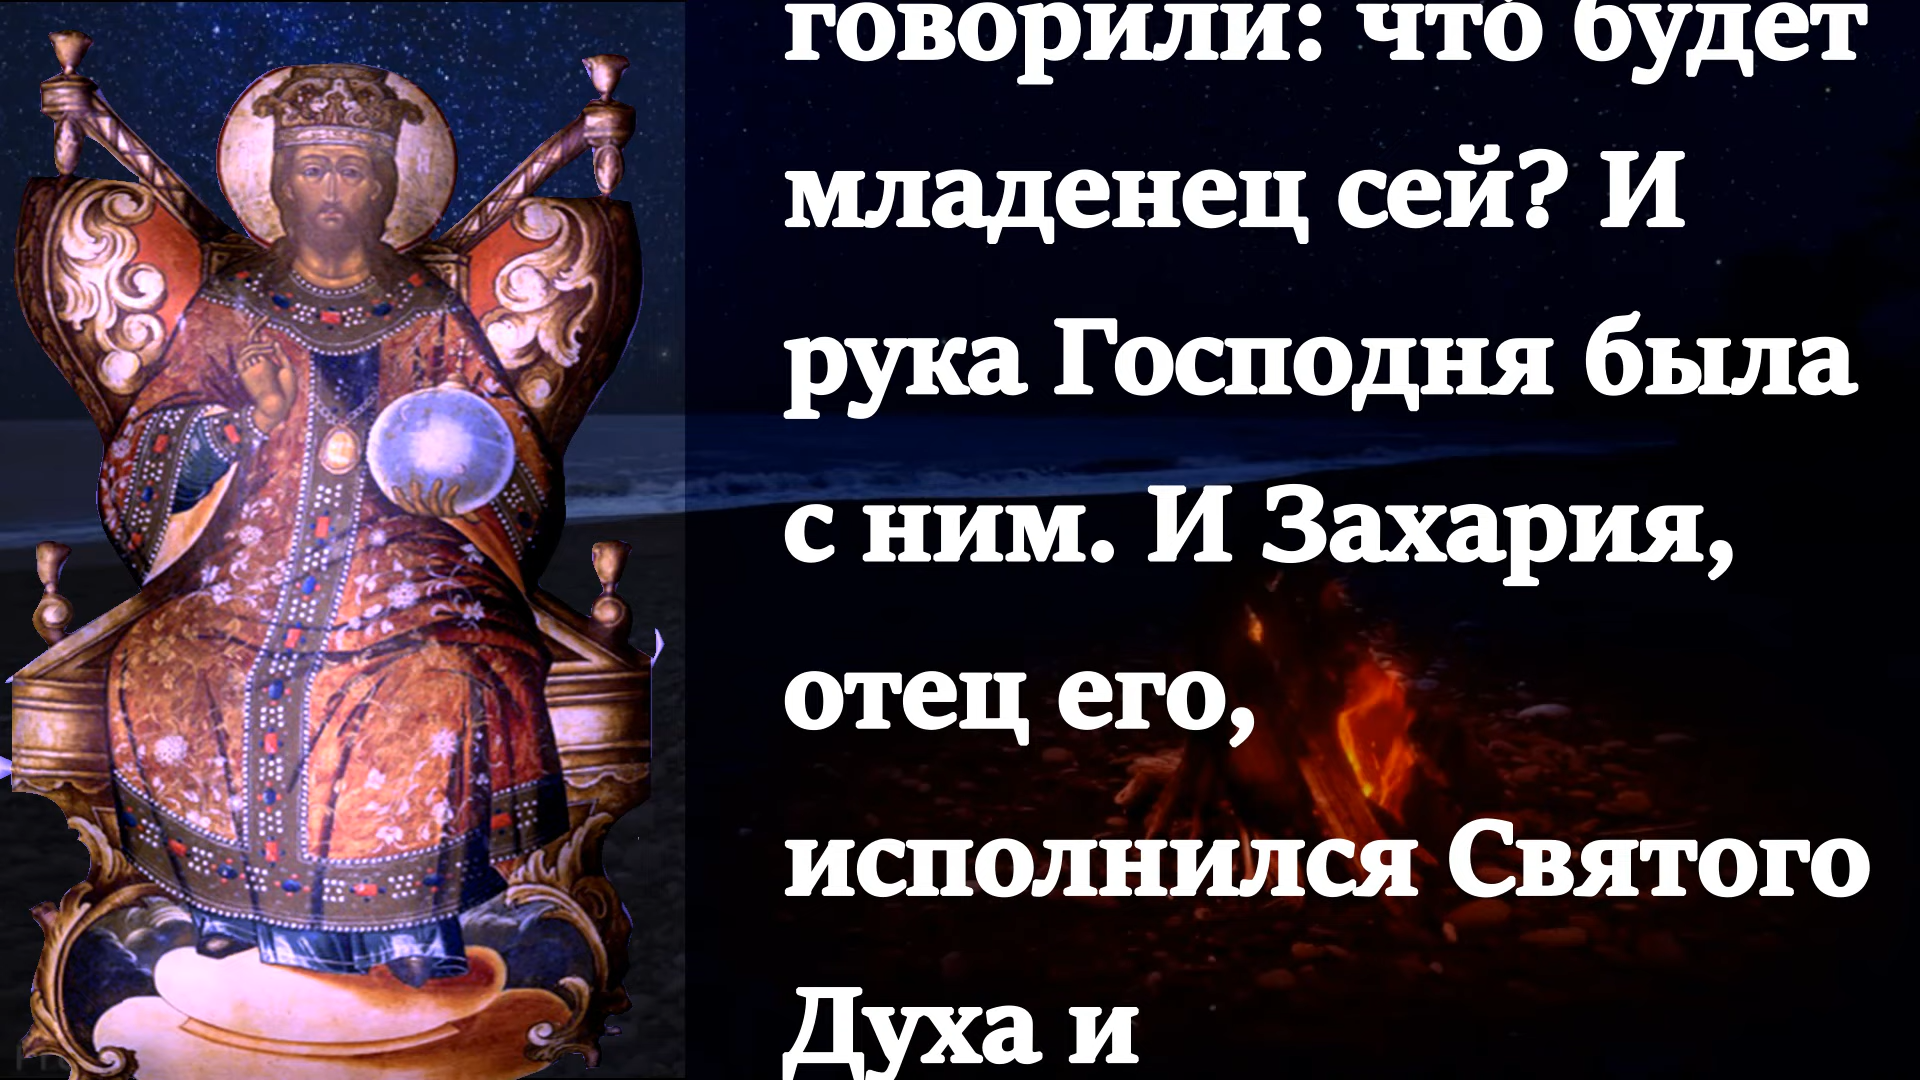 говорили: что будет
младенец сей? И
рука Господня была
с ним. И Захария,
отец его,
исполнился Святого
Духа и